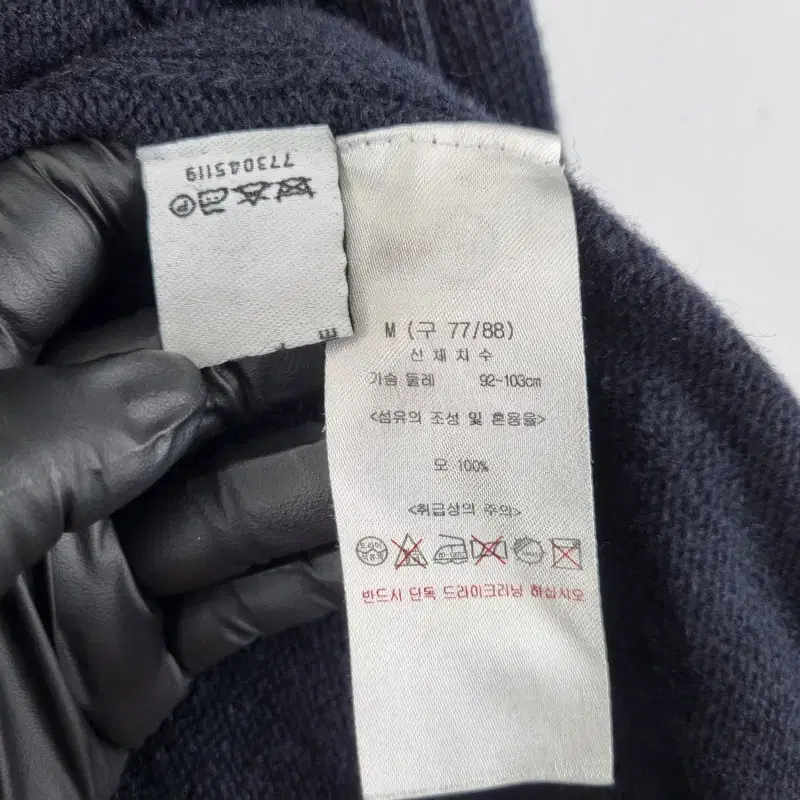 773045119
M (구 77/88)
신체치수
가슴 둘레 92-103cm
<섬유의 조성 및 혼용율>
모 100%
<취급상의 주의>
반드시 단독 드라이크리닝 하십시오